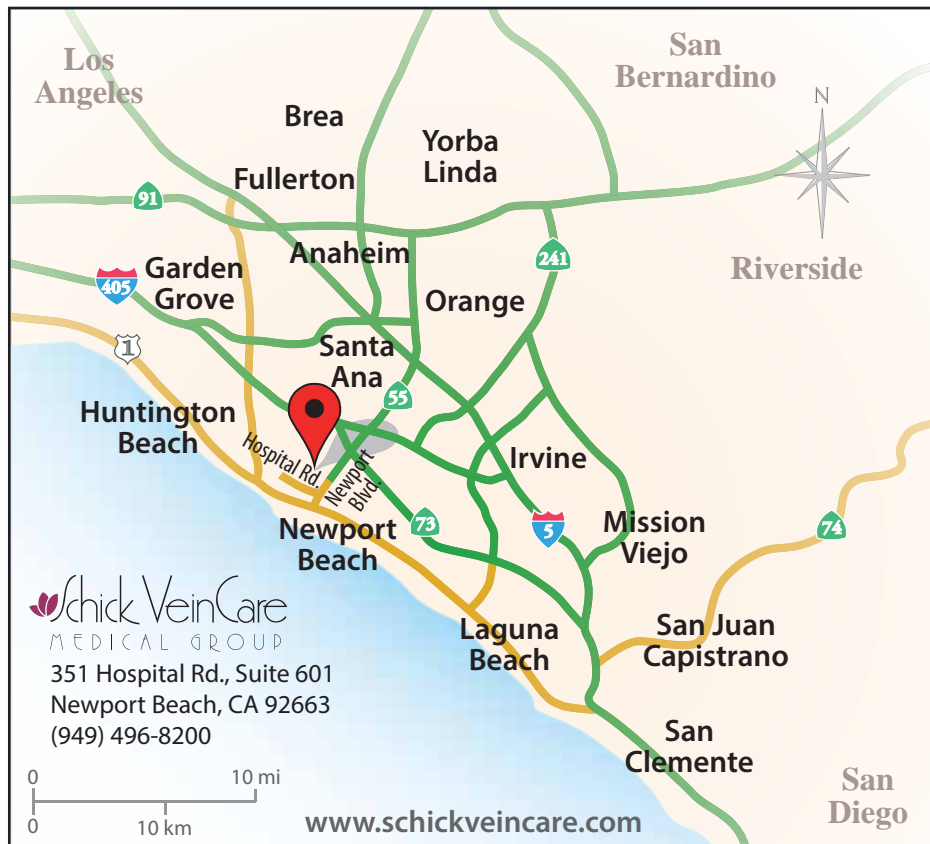 Los
Angeles
San
Bernardino
N
Brea
Yorba
Linda
Fullerton
91
Anaheim
241
Riverside
Garden
Grove
405
Orange
1
Santa
Ana
55
Huntington
Beach
Hospital Rd.
Newport
Blvd.
Irvine
Newport
Beach
73
5
Mission
Viejo
74
Laguna
Beach
San Juan
Capistrano
Schick VeinCare
MEDICAL GROUP
351 Hospital Rd., Suite 601
Newport Beach, CA 92663
(949) 496-8200
San
Clemente
San
Diego
0 10 mi
0 10 km
www.schickveincare.com